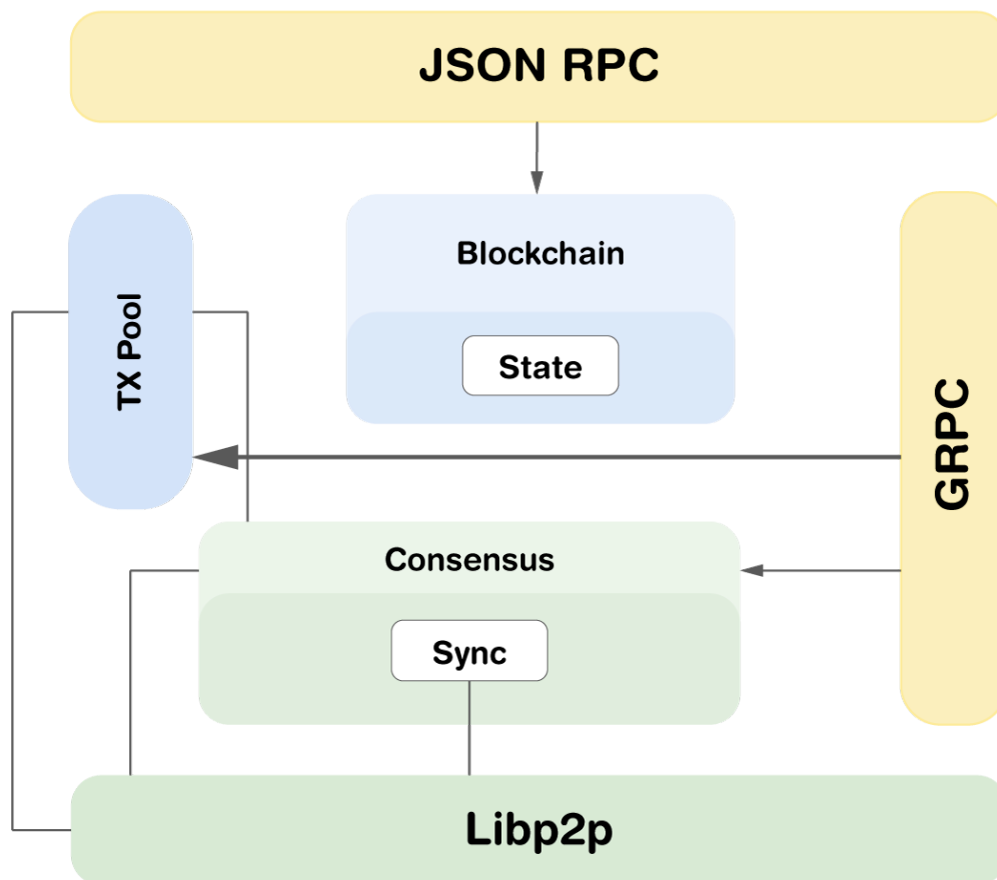 JSON RPC
Blockchain
State
TX Pool
GRPC
Consensus
Sync
Libp2p